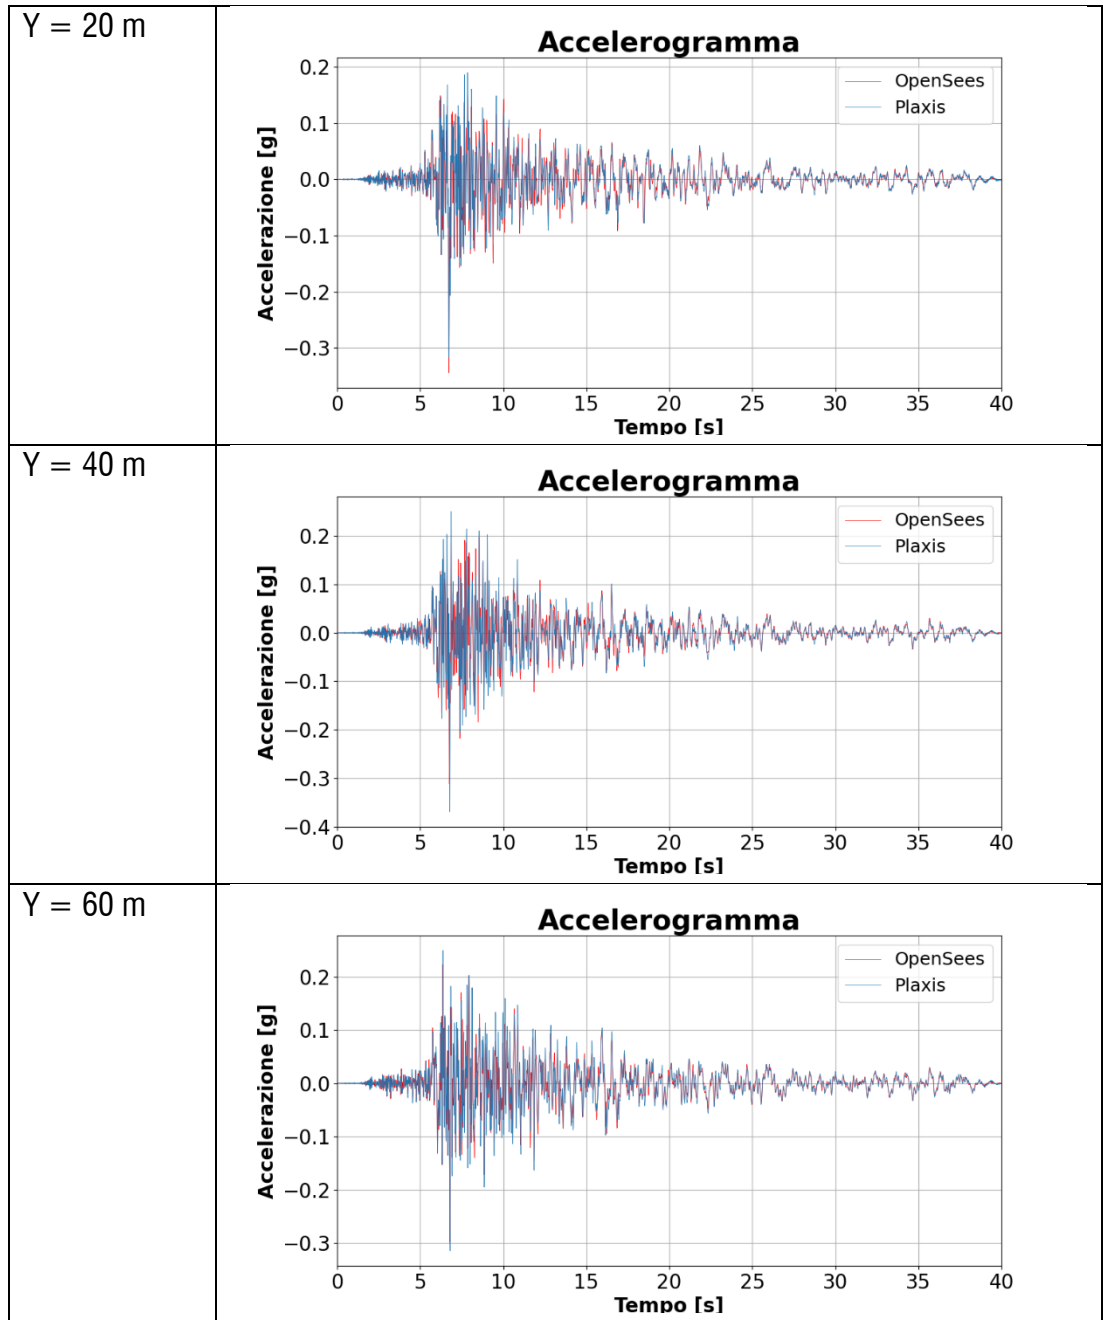 Y = 20 m
Accelerogramma
OpenSees
Plaxis
0.2
0.1
0.0
−0.1
−0.2
−0.3
Accelerazione [g]
0 5 10 15 20 25 30 35 40
Tempo [s]
Y = 40 m
Accelerogramma
OpenSees
Plaxis
0.2
0.1
0.0
−0.1
−0.2
−0.3
−0.4
Accelerazione [g]
0 5 10 15 20 25 30 35 40
Tempo [s]
Y = 60 m
Accelerogramma
OpenSees
Plaxis
0.2
0.1
0.0
−0.1
−0.2
−0.3
Accelerazione [g]
0 5 10 15 20 25 30 35 40
Tempo [s]